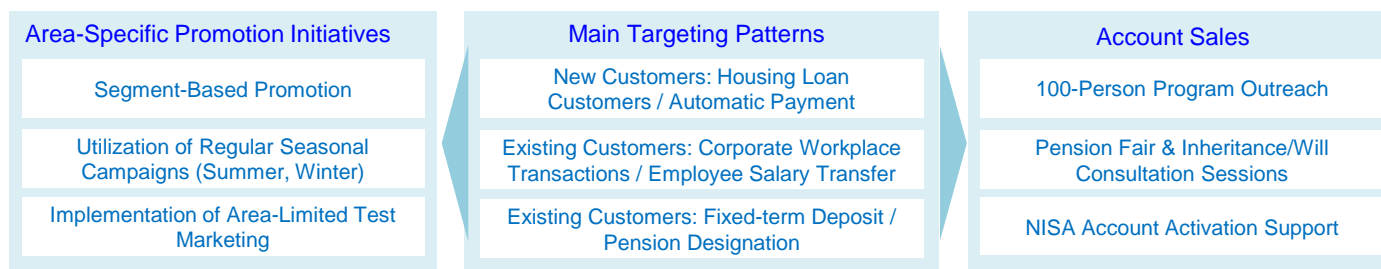 Area-Specific Promotion Initiatives
Segment-Based Promotion
Utilization of Regular Seasonal
Campaigns (Summer, Winter)
Implementation of Area-Limited Test
Marketing
Main Targeting Patterns
New Customers: Housing Loan
Customers / Automatic Payment
Existing Customers: Corporate Workplace
Transactions / Employee Salary Transfer
Existing Customers: Fixed-term Deposit /
Pension Designation
Account Sales
100-Person Program Outreach
Pension Fair & Inheritance/Will
Consultation Sessions
NISA Account Activation Support